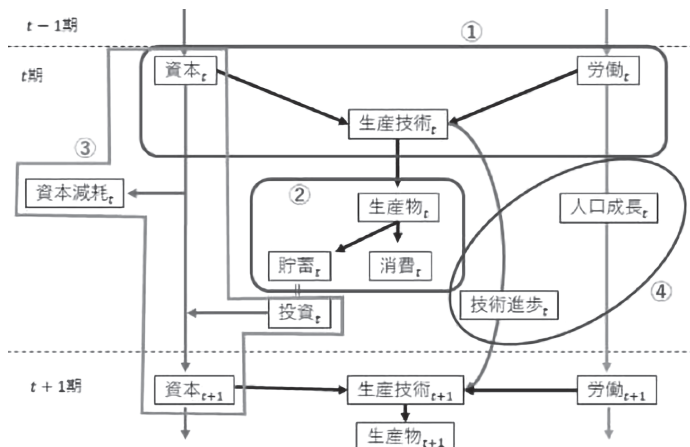 t−1期
①
t期
資本t
労働t
生産技術t
③
②
資本減耗t
生産物t
人口成長t
貯蓄t
消費t
④
投資t
技術進歩t
t+1期
資本t+1
生産技術t+1
労働t+1
生産物t+1